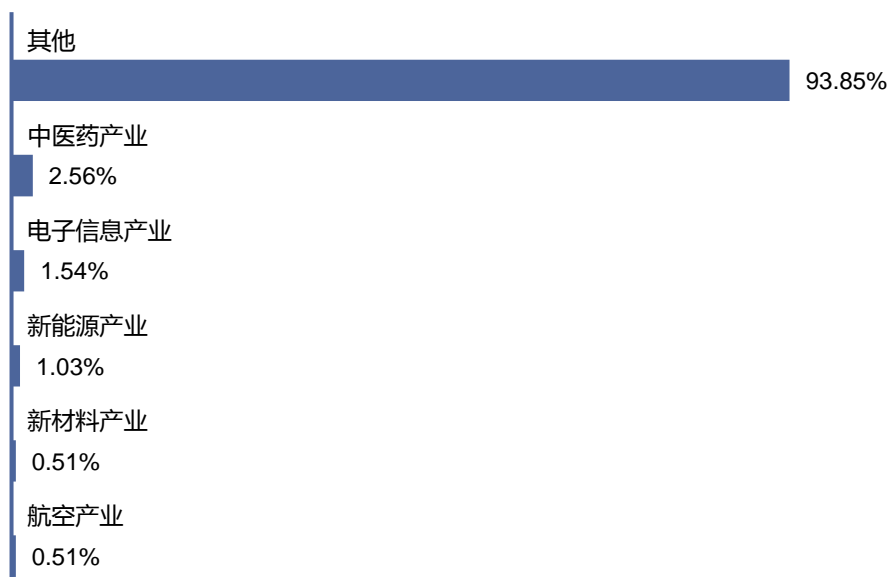 其他
93.85%
中医药产业
2.56%
电子信息产业
1.54%
新能源产业
1.03%
新材料产业
0.51%
航空产业
0.51%